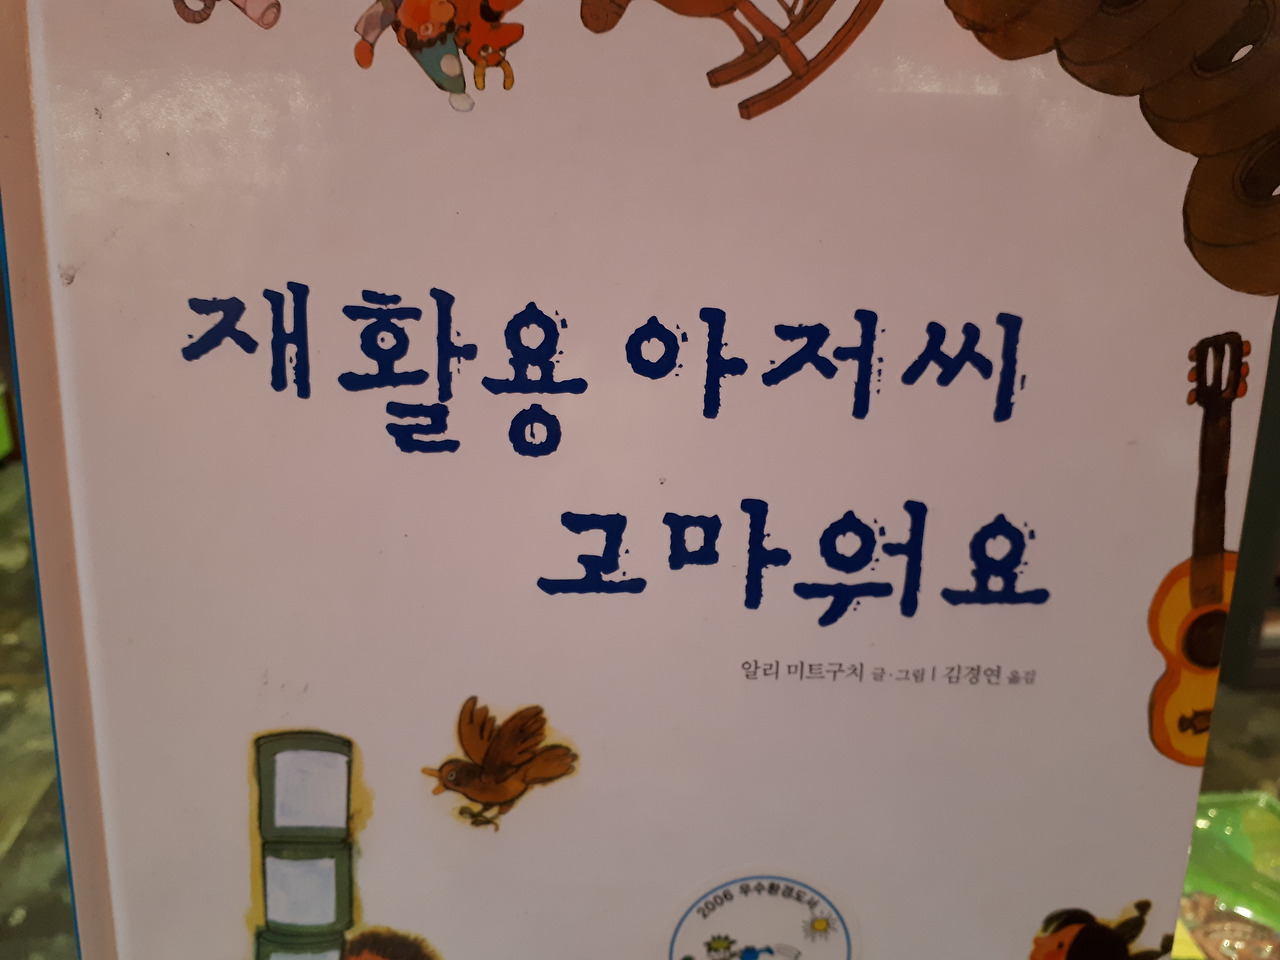 재활용 아저씨
고마워요
알리 미트구치 글·그림 | 김경연 옮김
2006 우수환경도서